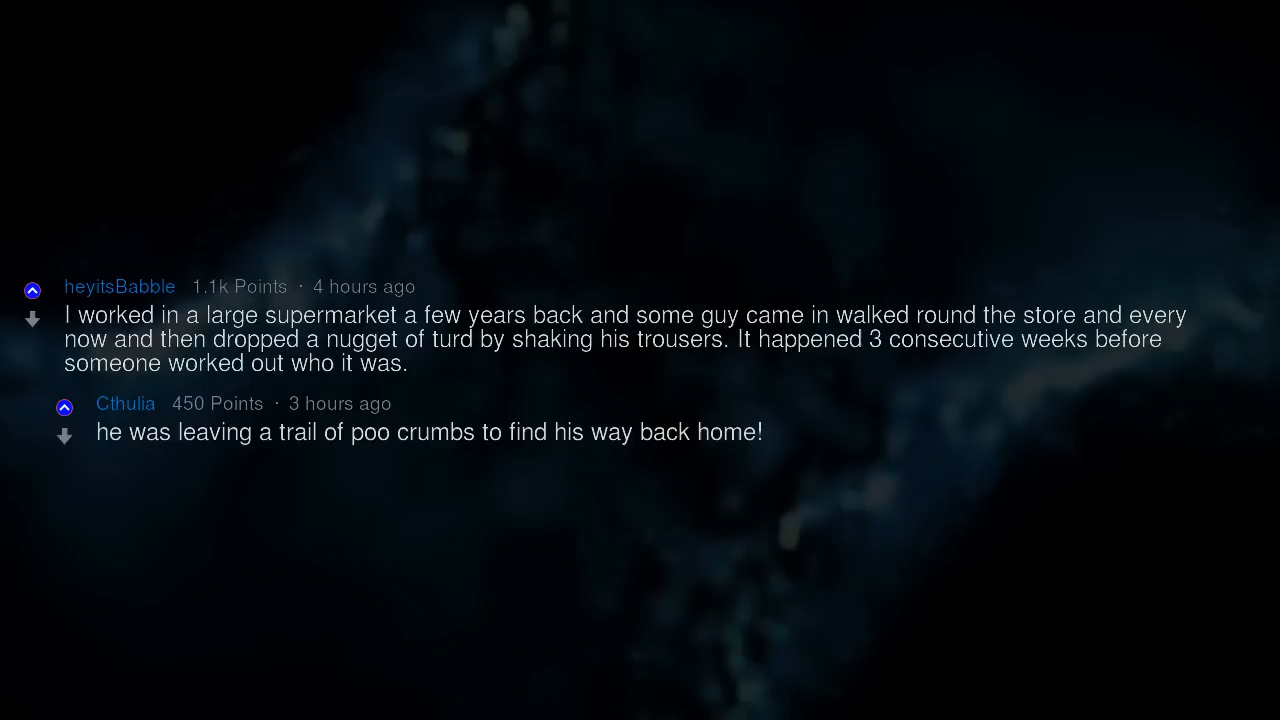 heyitsBabble 1.1k Points · 4 hours ago
I worked in a large supermarket a few years back and some guy came in walked round the store and every
now and then dropped a nugget of turd by shaking his trousers. It happened 3 consecutive weeks before
someone worked out who it was.
Cthulia 450 Points · 3 hours ago
he was leaving a trail of poo crumbs to find his way back home!